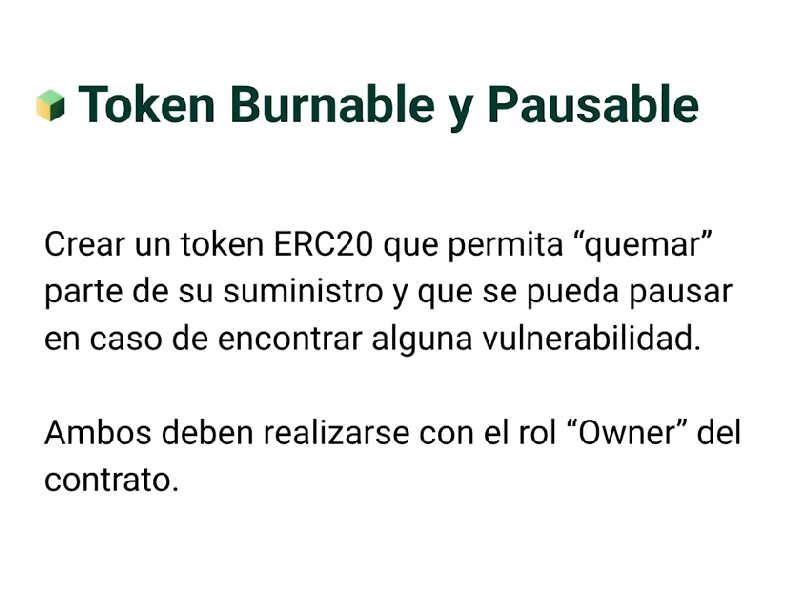 Token Burnable y Pausable
Crear un token ERC20 que permita “quemar”
parte de su suministro y que se pueda pausar
en caso de encontrar alguna vulnerabilidad.
Ambos deben realizarse con el rol “Owner” del
contrato.